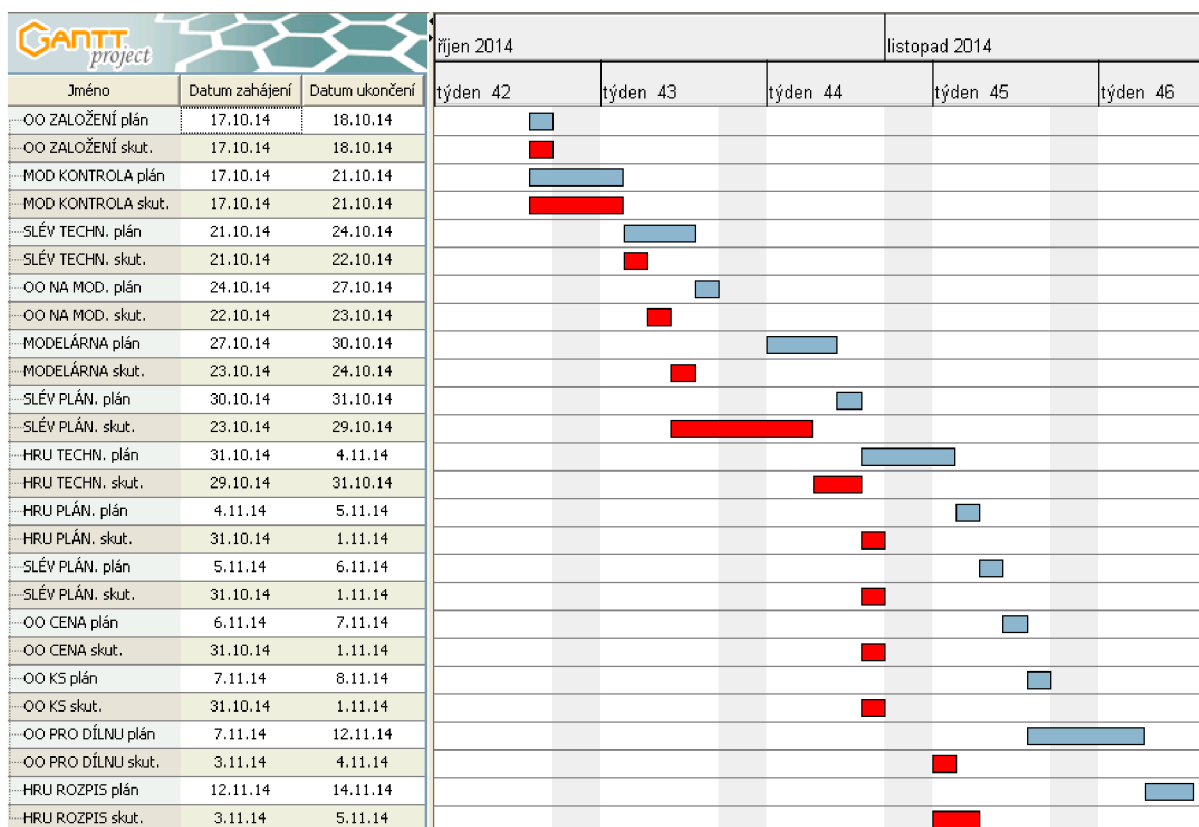 GANTT
project
říjen 2014 listopad 2014
Jméno Datum zahájení Datum ukončení týden 42 týden 43 týden 44 týden 45 týden 46
OO ZALOŽENÍ plán 17.10.14 18.10.14
OO ZALOŽENÍ skut. 17.10.14 18.10.14
MOD KONTROLA plán 17.10.14 21.10.14
MOD KONTROLA skut. 17.10.14 21.10.14
SLÉV TECHN. plán 21.10.14 24.10.14
SLÉV TECHN. skut. 21.10.14 22.10.14
OO NA MOD. plán 24.10.14 27.10.14
OO NA MOD. skut. 22.10.14 23.10.14
MODELÁRNA plán 27.10.14 30.10.14
MODELÁRNA skut. 23.10.14 24.10.14
SLÉV PLÁN. plán 30.10.14 31.10.14
SLÉV PLÁN. skut. 23.10.14 29.10.14
HRU TECHN. plán 31.10.14 4.11.14
HRU TECHN. skut. 29.10.14 31.10.14
HRU PLÁN. plán 4.11.14 5.11.14
HRU PLÁN. skut. 31.10.14 1.11.14
SLÉV PLÁN. plán 5.11.14 6.11.14
SLÉV PLÁN. skut. 31.10.14 1.11.14
OO CENA plán 6.11.14 7.11.14
OO CENA skut. 31.10.14 1.11.14
OO KS plán 7.11.14 8.11.14
OO KS skut. 31.10.14 1.11.14
OO PRO DÍLNU plán 7.11.14 12.11.14
OO PRO DÍLNU skut. 3.11.14 4.11.14
HRU ROZPIS plán 12.11.14 14.11.14
HRU ROZPIS skut. 3.11.14 5.11.14